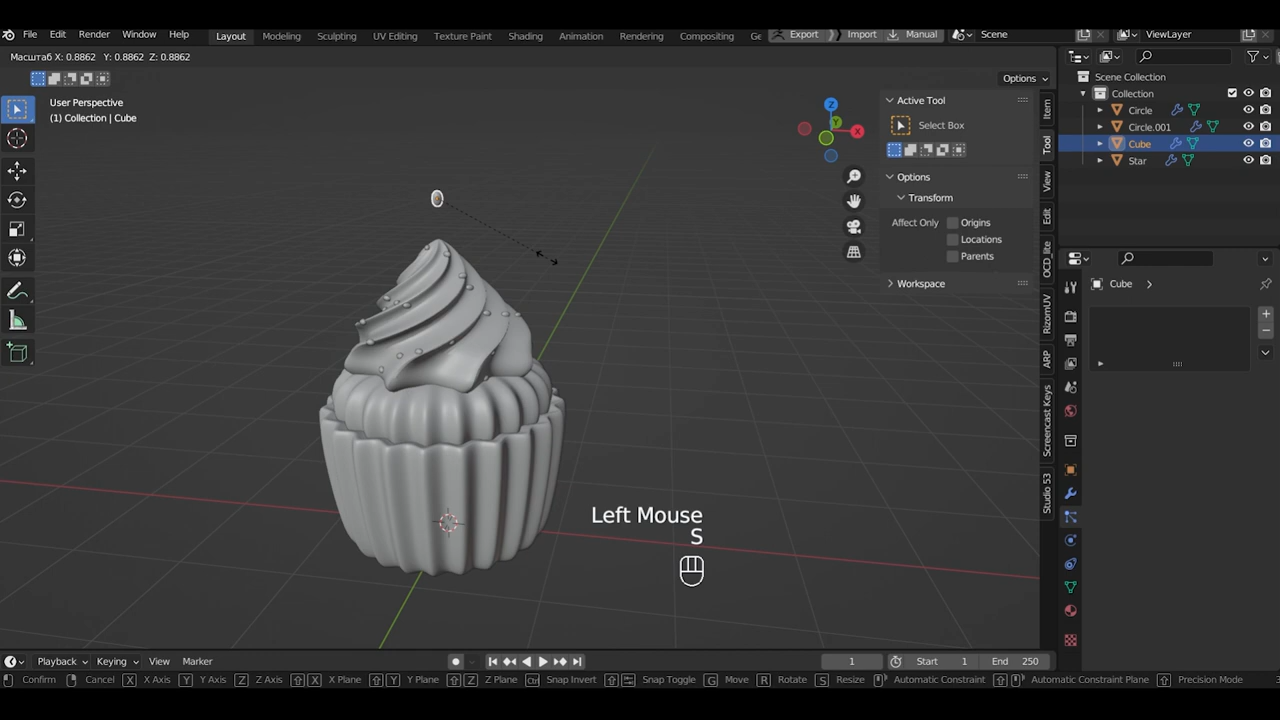 File Edit Render Window Help Layout Modeling Sculpting UV Editing Texture Paint Shading Animation Rendering Compositing Ge Export Import Manual Scene ViewLayer
Масштаб X: 0.8862 Y: 0.8862 Z: 0.8862
Options
User Perspective
(1) Collection | Cube
Z
Y
X
Active Tool
Select Box
Options
Transform
Affect Only Origins
Locations
Parents
Workspace
Item
Tool
View
Edit
OCD_lite
RizomUV
ARP
Screencast Keys
Studio 53
Scene Collection
Collection
Circle
Circle.001
Cube
Star
Cube
Left Mouse
S
Playback Keying View Marker 1 Start 1 End 250
Confirm Cancel X X Axis Y Y Axis Z Z Axis X X Plane Y Y Plane Z Z Plane Ctrl Snap Invert Snap Toggle G Move R Rotate S Resize Automatic Constraint Automatic Constraint Plane Precision Mode